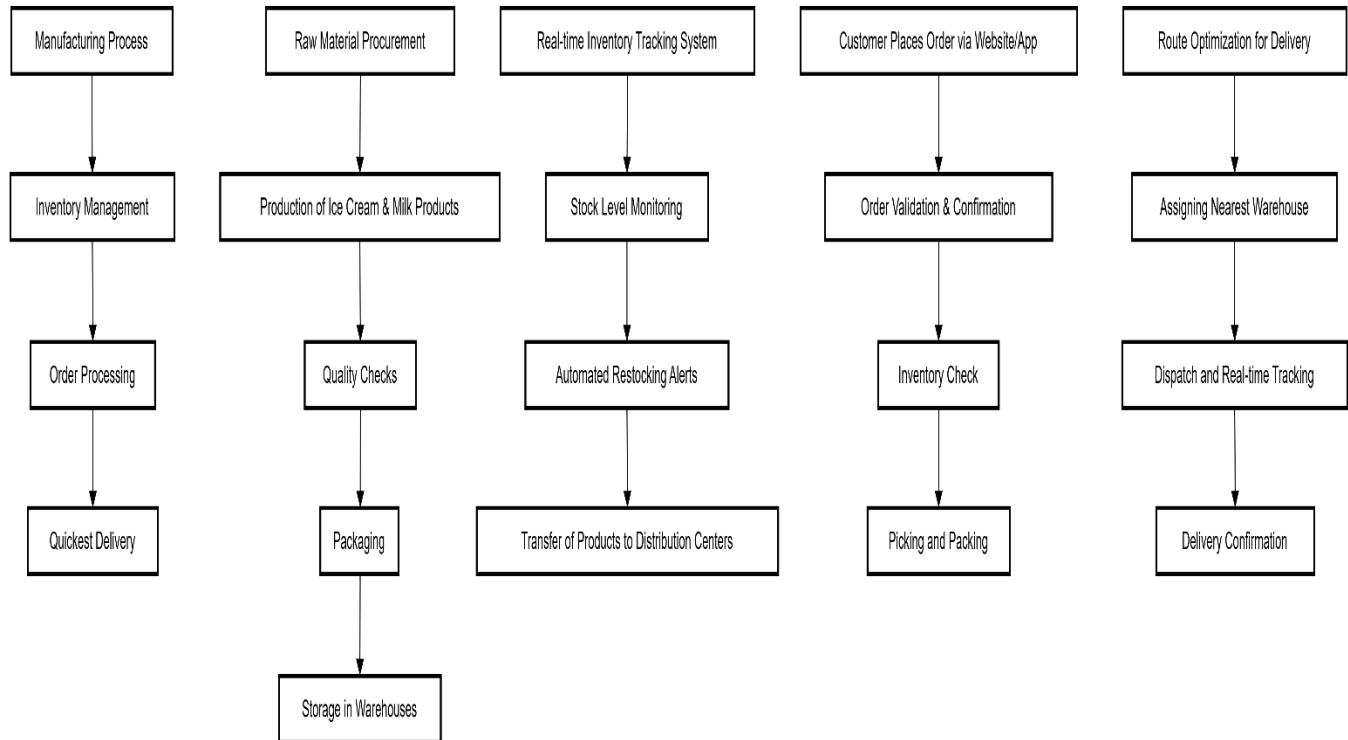 Manufacturing Process
Raw Material Procurement
Real-time Inventory Tracking System
Customer Places Order via Website/App
Route Optimization for Delivery
Inventory Management
Production of Ice Cream & Milk Products
Stock Level Monitoring
Order Validation & Confirmation
Assigning Nearest Warehouse
Order Processing
Quality Checks
Automated Restocking Alerts
Inventory Check
Dispatch and Real-time Tracking
Quickest Delivery
Packaging
Transfer of Products to Distribution Centers
Picking and Packing
Delivery Confirmation
Storage in Warehouses